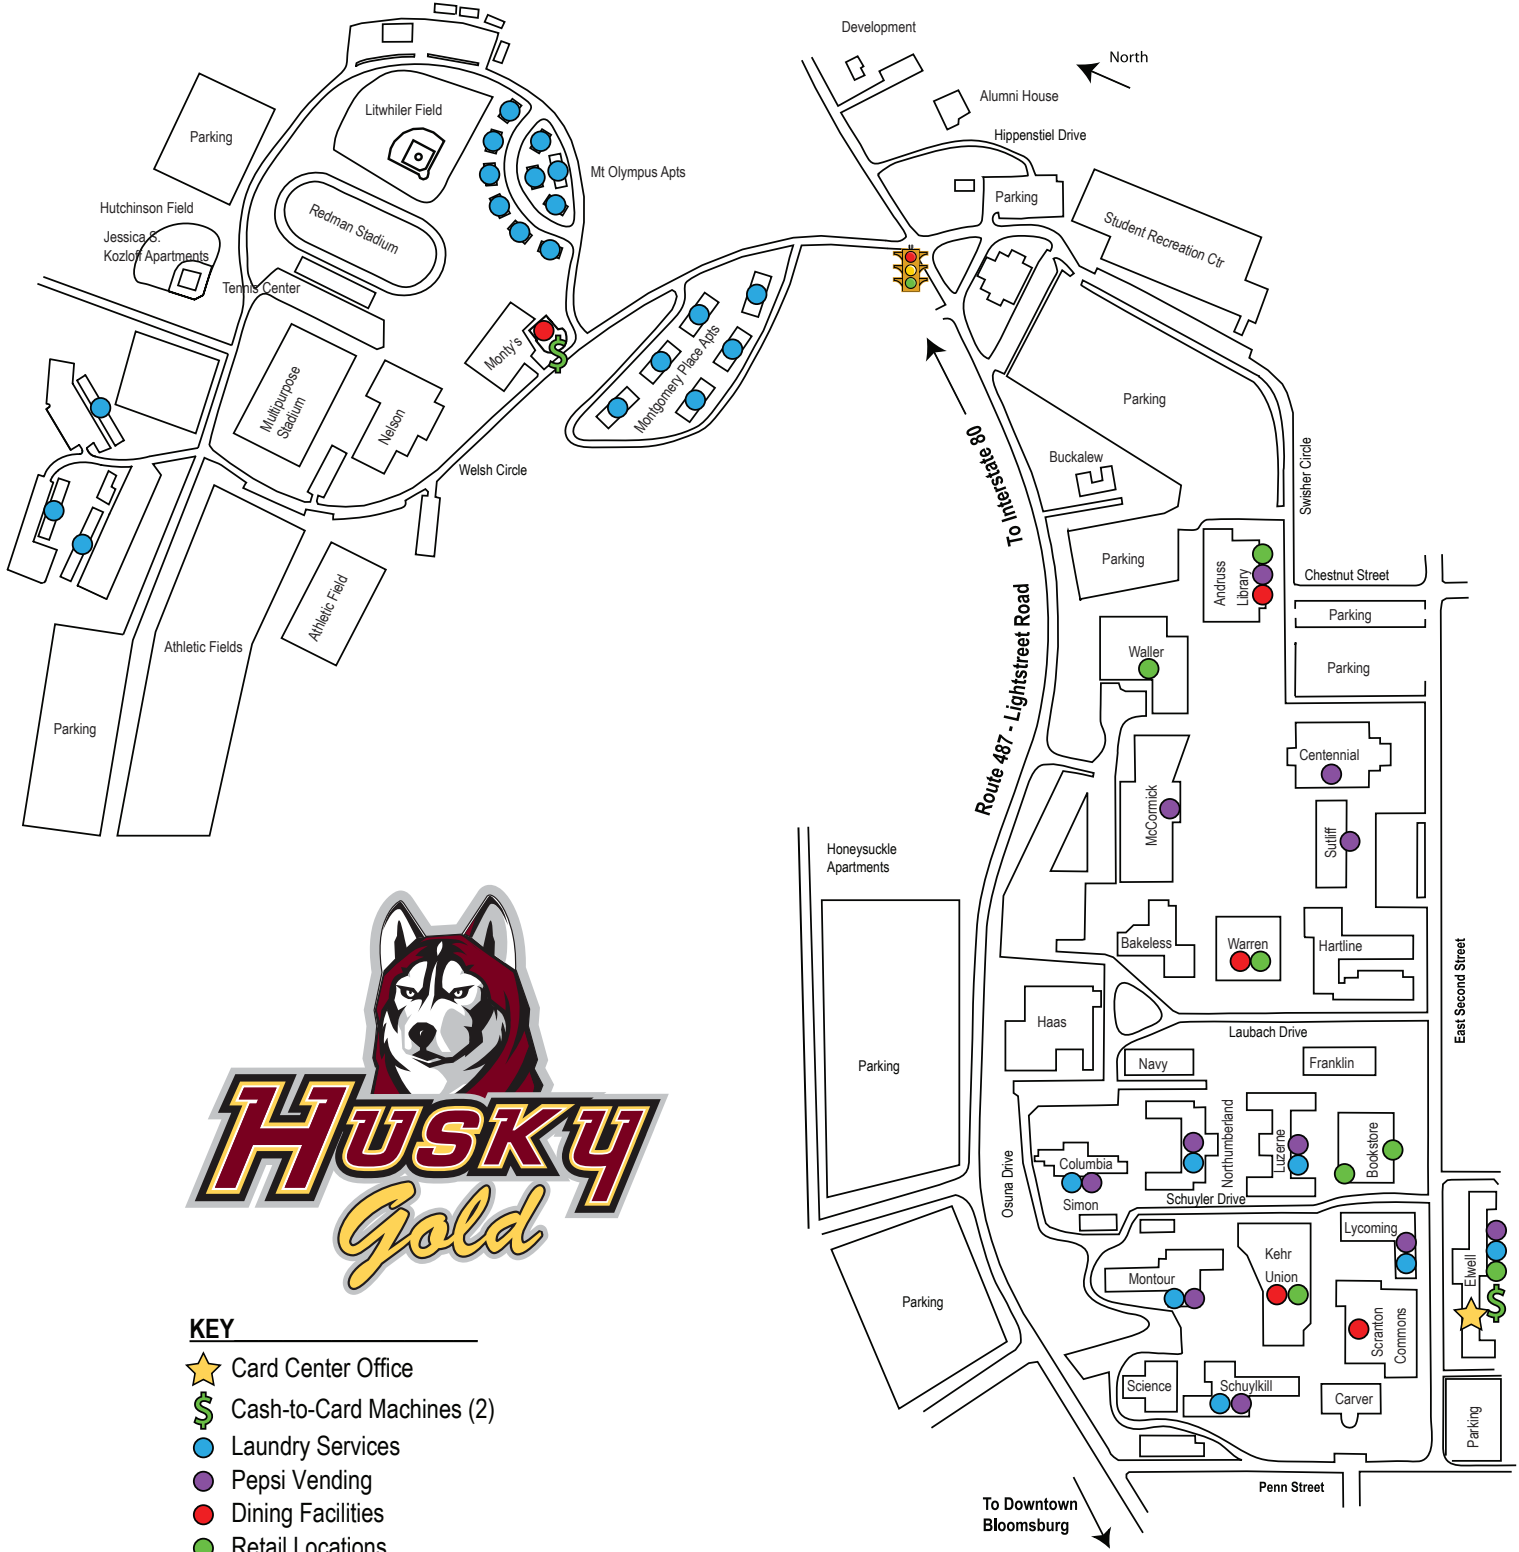 Development
North
Alumni House
Hippenstiel Drive
Parking
Litwhiler Field
Mt Olympus Apts
Parking
Student Recreation Ctr
Hutchinson Field
Redman Stadium
Jessica S.
Kozloff Apartments
Tennis Center
Monty's
$
Montgomery Place Apts
Multipurpose
Stadium
Nelson
Welsh Circle
Parking
To Interstate 80
Buckalew
Swisher Circle
Parking
Andruss
Library
Chestnut Street
Parking
Athletic Field
Athletic Fields
Parking
Route 487 - Lightstreet Road
Waller
Parking
Centennial
McCormick
Sutliff
Honeysuckle
Apartments
Bakeless
Warren
Hartline
East Second Street
Haas
Laubach Drive
Parking
Navy
Franklin
HUSKY
Gold
Osuna Drive
Columbia
Northumberland
Luzerne
Bookstore
Simon
Schuyler Drive
Lycoming
Kehr
Union
Montour
Elwell
$
Parking
Scranton
Commons
Science
Schuylkill
Carver
Parking
Penn Street
To Downtown
Bloomsburg
KEY
Card Center Office
$ Cash-to-Card Machines (2)
Laundry Services
Pepsi Vending
Dining Facilities
Retail Locations